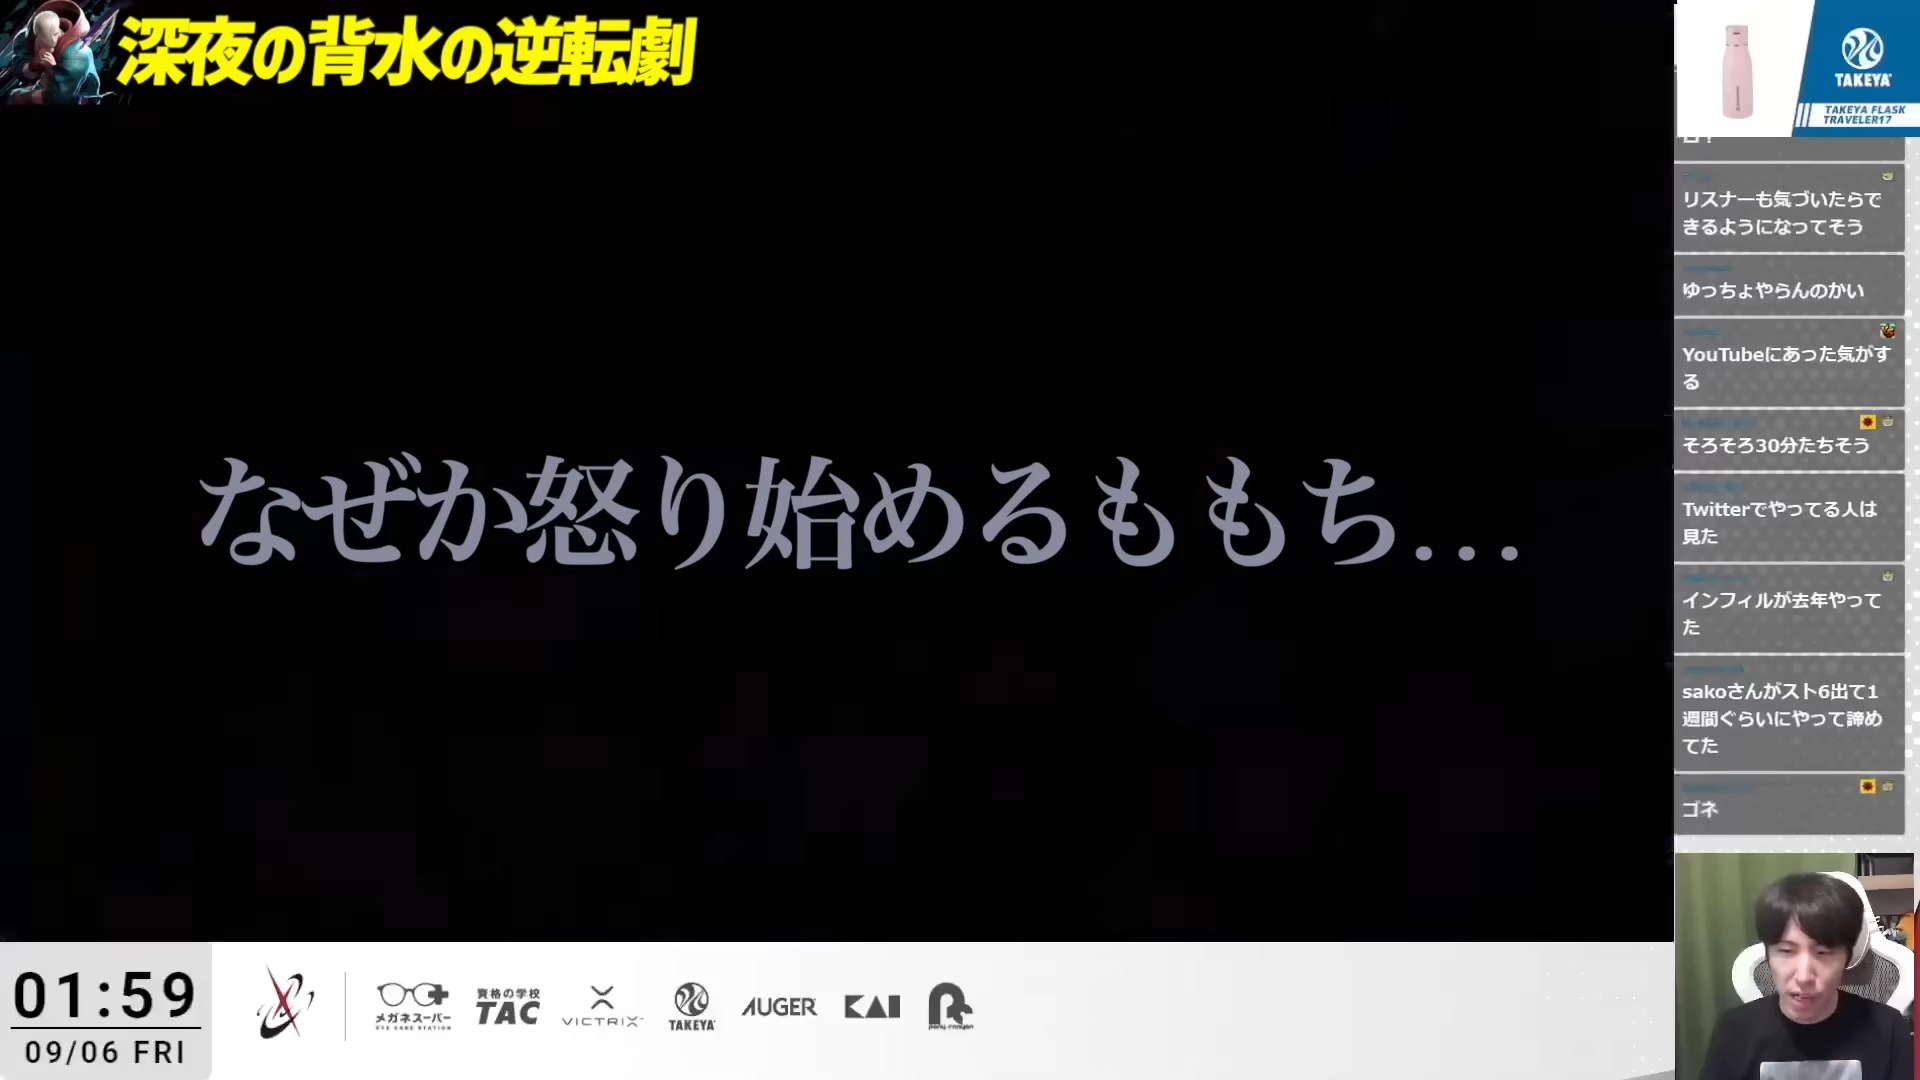 深夜の背水の逆転劇
TAKEYA
TAKEYA FLASK
TRAVELER17
リスナーも気づいたらで
きるようになってそう
ゆっちょやらんのかい
YouTubeにあった気がす
る
そろそろ30分たちそう
Twitterでやってる人は
見た
インフィルが去年やって
た
sakoさんがスト6出て1
週間ぐらいにやって諦め
てた
ゴネ
なぜか怒り始めるももち...
01:59
09/06 FRI
メガネスーパー
EYE CARE STATION
資格の学校
TAC
VICTRIX
TAKEYA
AUGER
KAI
pony canyon